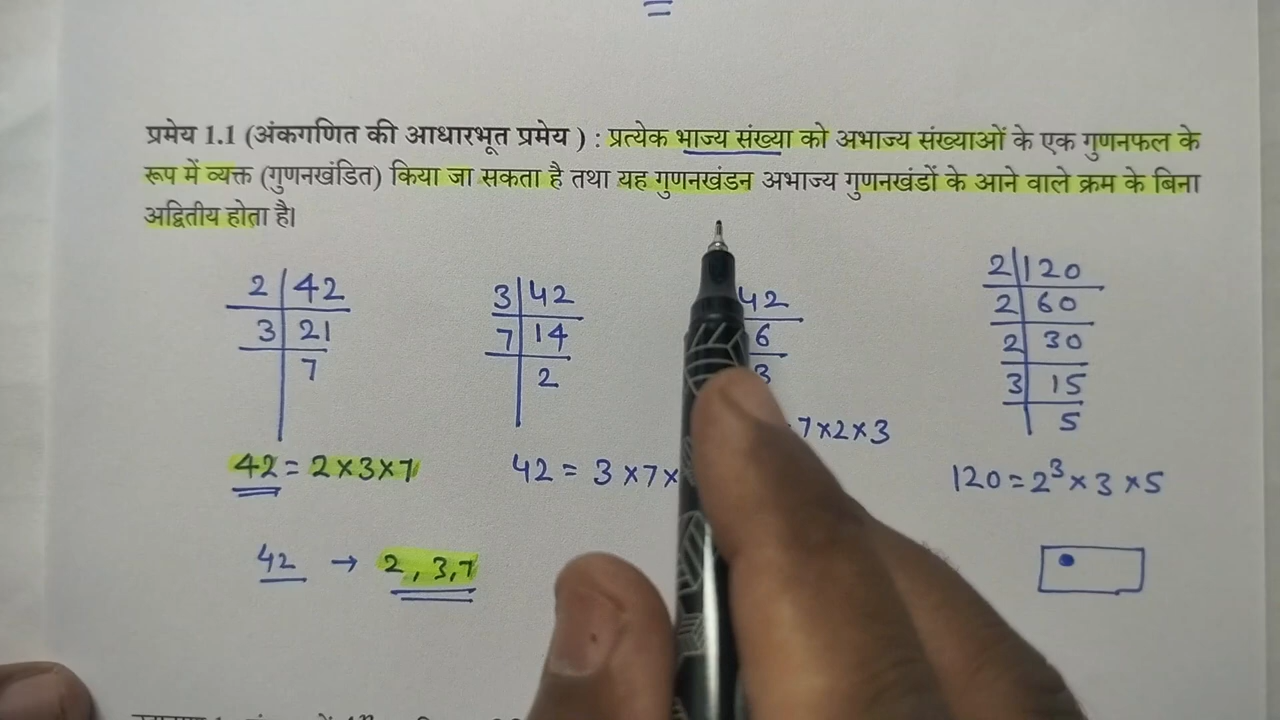 प्रमेय 1.1 (अंकगणित की आधारभूत प्रमेय ) : प्रत्येक भाज्य संख्या को अभाज्य संख्याओं के एक गुणनफल के
रूप में व्यक्त (गुणनखंडित) किया जा सकता है तथा यह गुणनखंडन अभाज्य गुणनखंडों के आने वाले क्रम के बिना
अद्वितीय होता है।
2 | 42
3 | 21
7
42 = 2×3×7
3 | 42
7 | 14
2
42 = 3×7×
42
6
3
7×2×3
2 | 120
2 | 60
2 | 30
3 | 15
5
120 = 2³×3×5
42 → 2, 3, 7